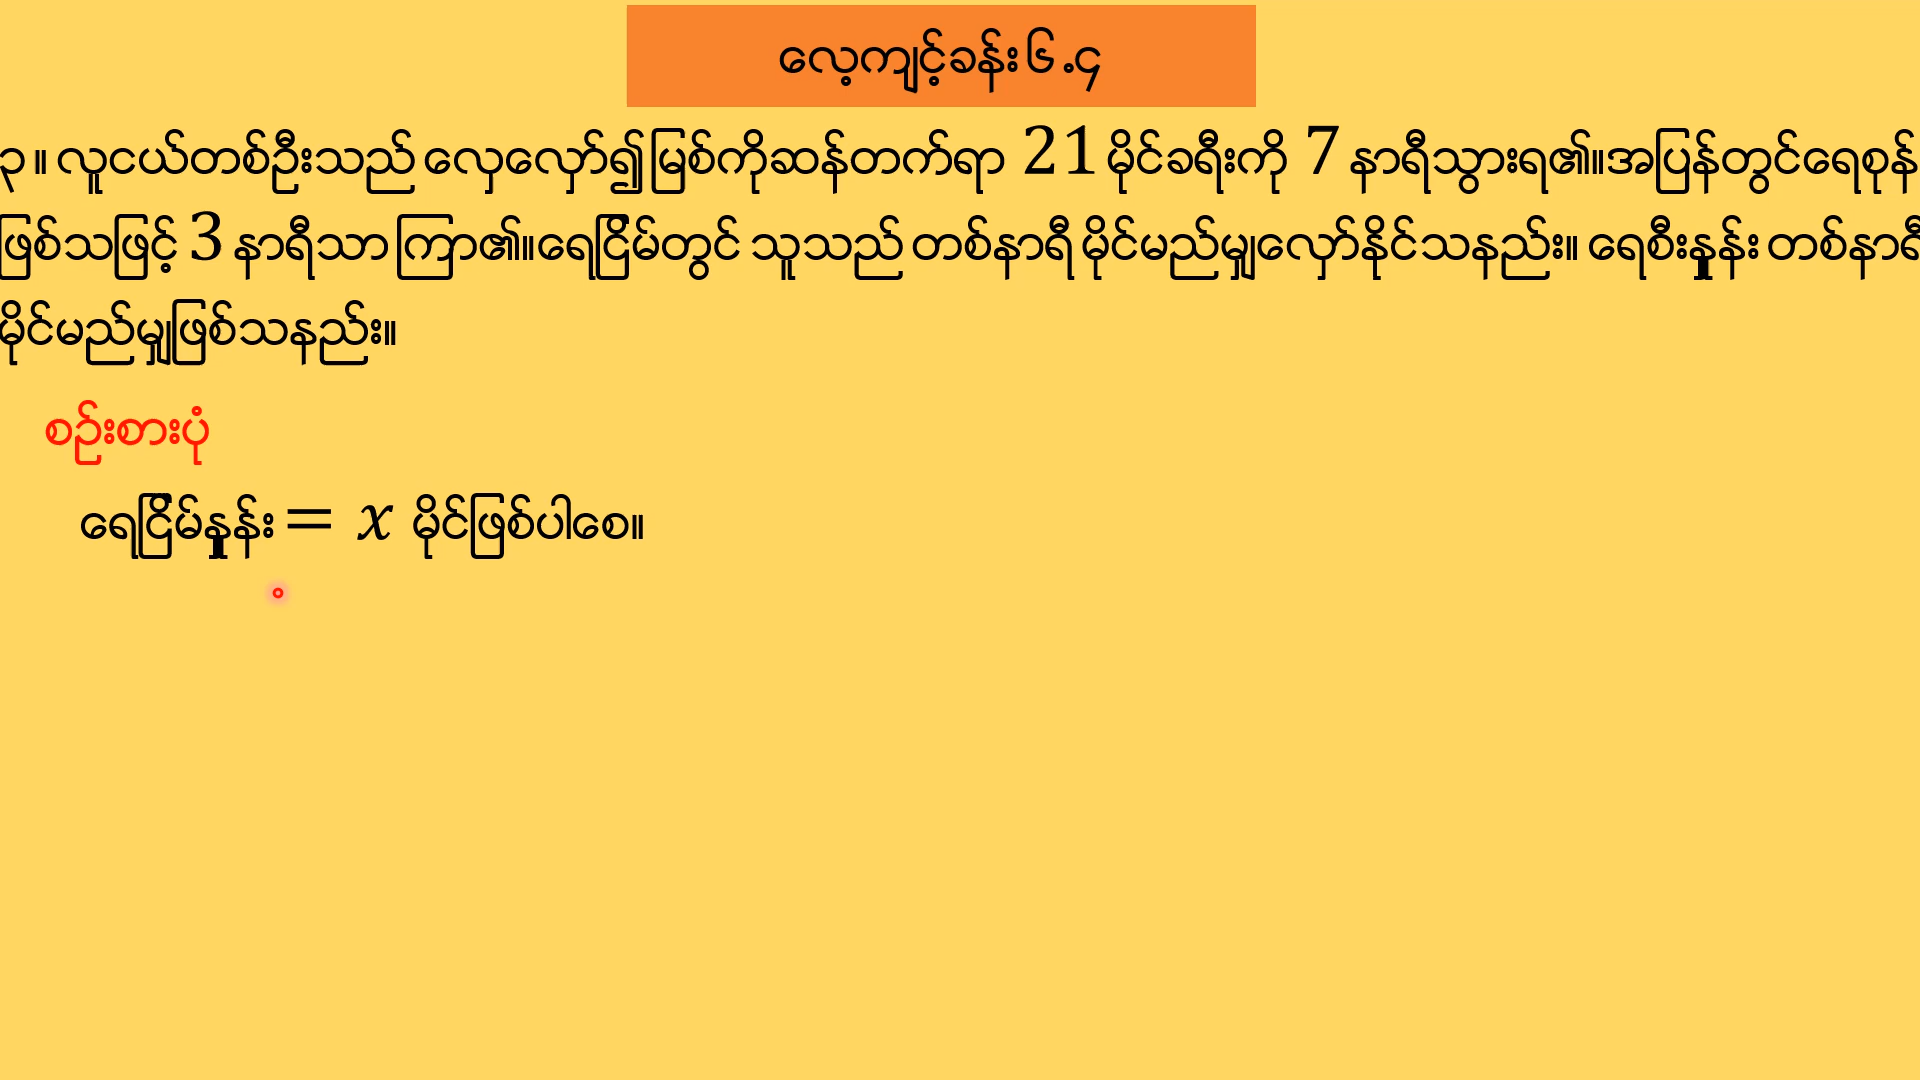 လေ့ကျင့်ခန်း၆.၄
၃။ လူငယ်တစ်ဦးသည် လှေလှော်၍မြစ်ကိုဆန်တက်ရာ 21 မိုင်ခရီးကို 7 နာရီသွားရ၏။အပြန်တွင်ရေစုန်
ဖြစ်သဖြင့် 3 နာရီသာ ကြာ၏။ရေငြိမ်တွင် သူသည် တစ်နာရီ မိုင်မည်မျှလှော်နိုင်သနည်း။ ရေစီးနှုန်း တစ်နာရီ
မိုင်မည်မျှဖြစ်သနည်း။
စဉ်းစားပုံ
ရေငြိမ်နှုန်း = x မိုင်ဖြစ်ပါစေ။